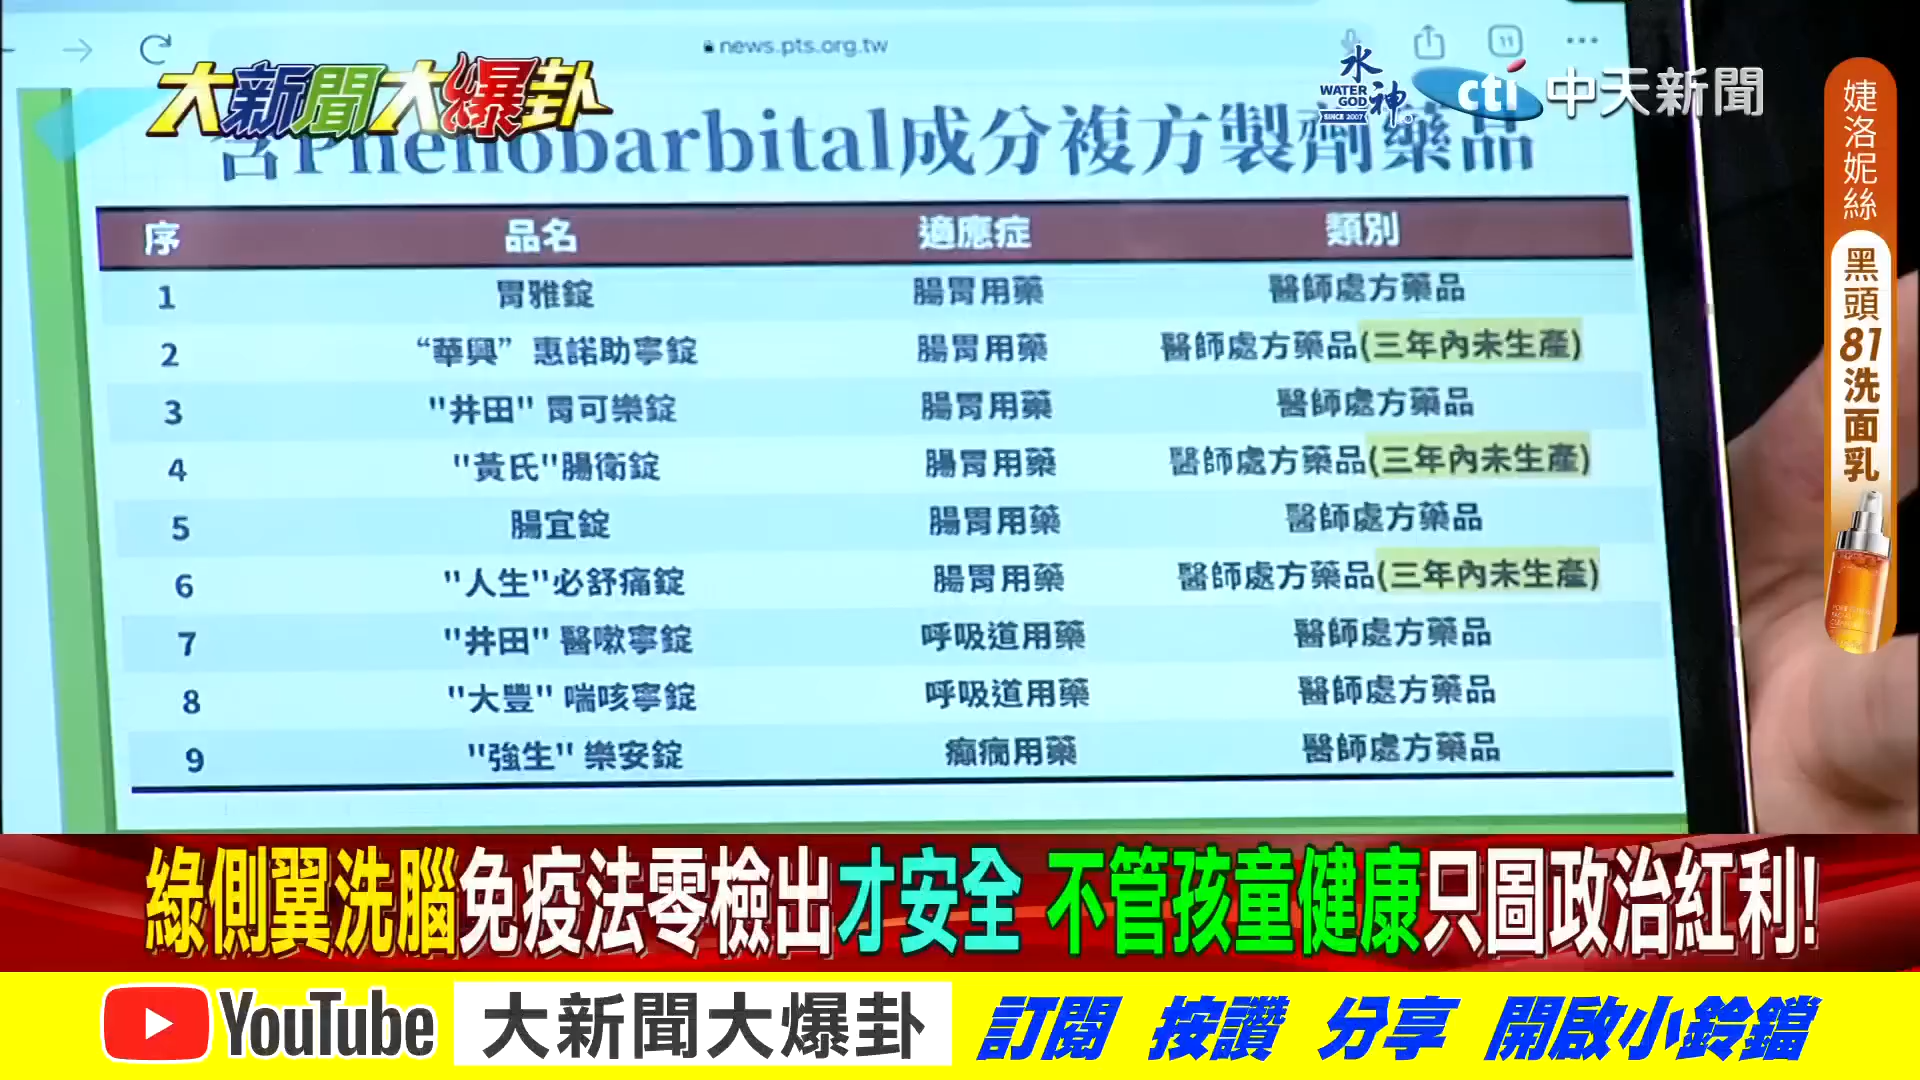 news.pts.org.tw
11
大新聞大爆卦
水神
WATER GOD
SINCE 2007
cti 中天新聞
含Phenobarbital成分複方製劑藥品
序 品名 適應症 類別
1 胃雅錠 腸胃用藥 醫師處方藥品
2 “華興” 惠諾助寧錠 腸胃用藥 醫師處方藥品(三年內未生產)
3 "井田" 胃可樂錠 腸胃用藥 醫師處方藥品
4 "黃氏"腸衛錠 腸胃用藥 醫師處方藥品(三年內未生產)
5 腸宜錠 腸胃用藥 醫師處方藥品
6 "人生"必舒痛錠 腸胃用藥 醫師處方藥品(三年內未生產)
7 "井田" 醫嗽寧錠 呼吸道用藥 醫師處方藥品
8 "大豐" 喘咳寧錠 呼吸道用藥 醫師處方藥品
9 "強生" 樂安錠 癲癇用藥 醫師處方藥品
婕洛妮絲
黑頭81洗面乳
綠側翼洗腦免疫法零檢出才安全 不管孩童健康只圖政治紅利!
YouTube 大新聞大爆卦 訂閱 按讚 分享 開啟小鈴鐺